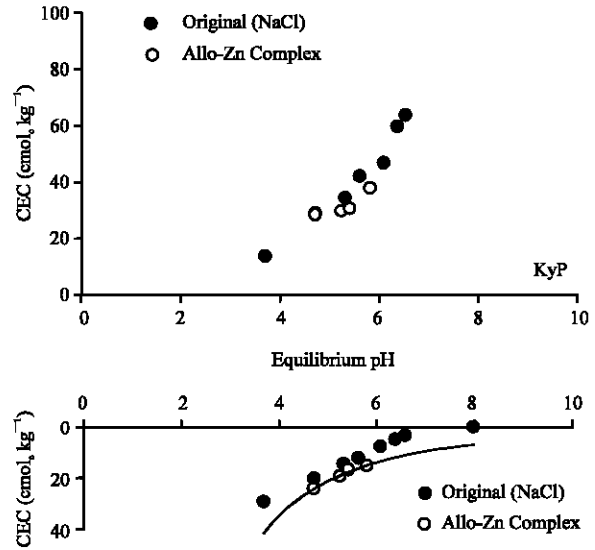 100
80
60
40
20
0
CEC (cmolc kg−1)
Original (NaCl)
Allo-Zn Complex
KyP
0 2 4 6 8 10
Equilibrium pH
0 2 4 6 8 10
0
20
40
CEC (cmolc kg−1)
Original (NaCl)
Allo-Zn Complex